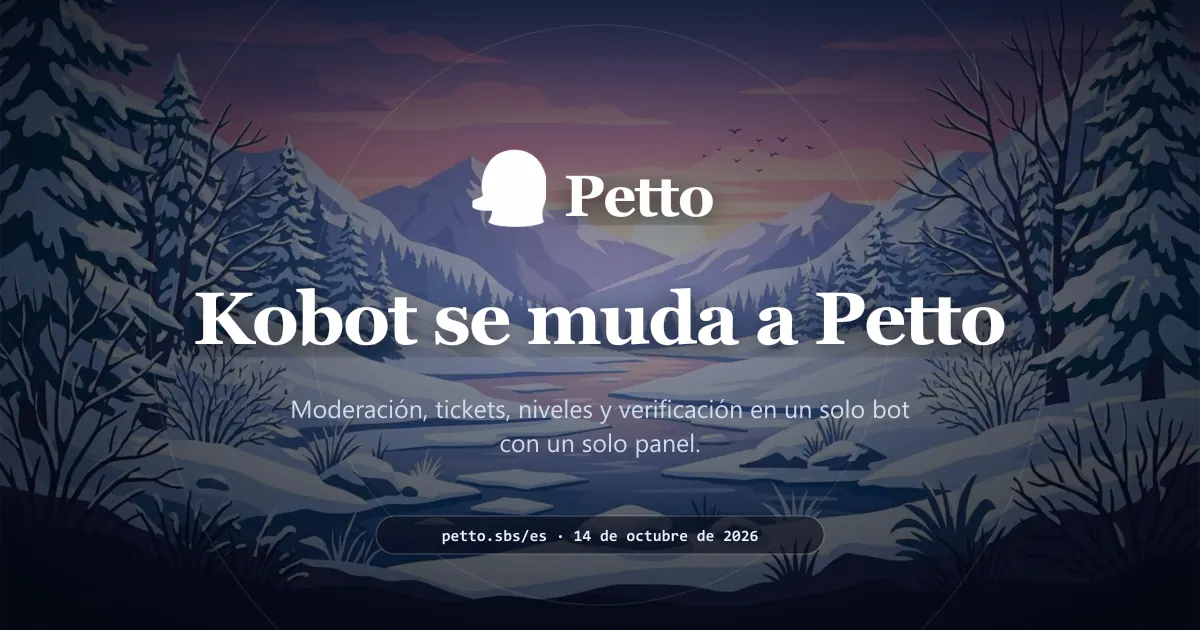 Petto
Kobot se muda a Petto
Moderación, tickets, niveles y verificación en un solo bot
con un solo panel.
petto.sbs/es · 14 de octubre de 2026